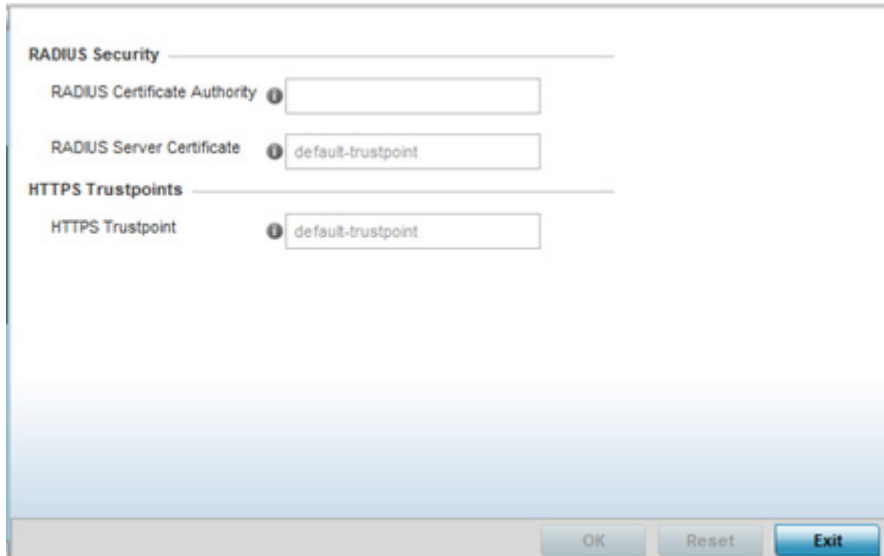 RADIUS Security
RADIUS Certificate Authority
RADIUS Server Certificate default-trustpoint
HTTPS Trustpoints
HTTPS Trustpoint default-trustpoint
OK Reset Exit